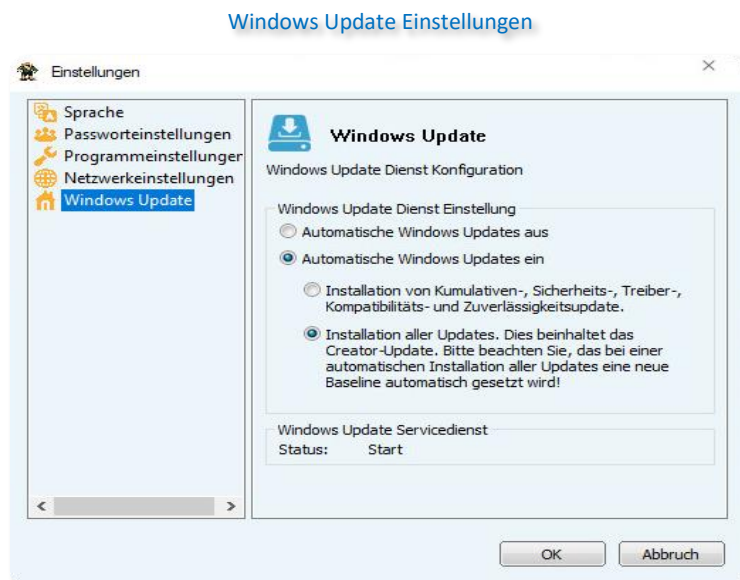 Windows Update Einstellungen
Einstellungen
Sprache
Passworteinstellungen
Programmeinstellunger
Netzwerkeinstellungen
Windows Update
Windows Update
Windows Update Dienst Konfiguration
Windows Update Dienst Einstellung
Automatische Windows Updates aus
Automatische Windows Updates ein
Installation von Kumulativen-, Sicherheits-, Treiber-,
Kompatibilitäts- und Zuverlässigkeitsupdate.
Installation aller Updates. Dies beinhaltet das
Creator-Update. Bitte beachten Sie, das bei einer
automatischen Installation aller Updates eine neue
Baseline automatisch gesetzt wird!
Windows Update Servicedienst
Status: Start
OK Abbruch